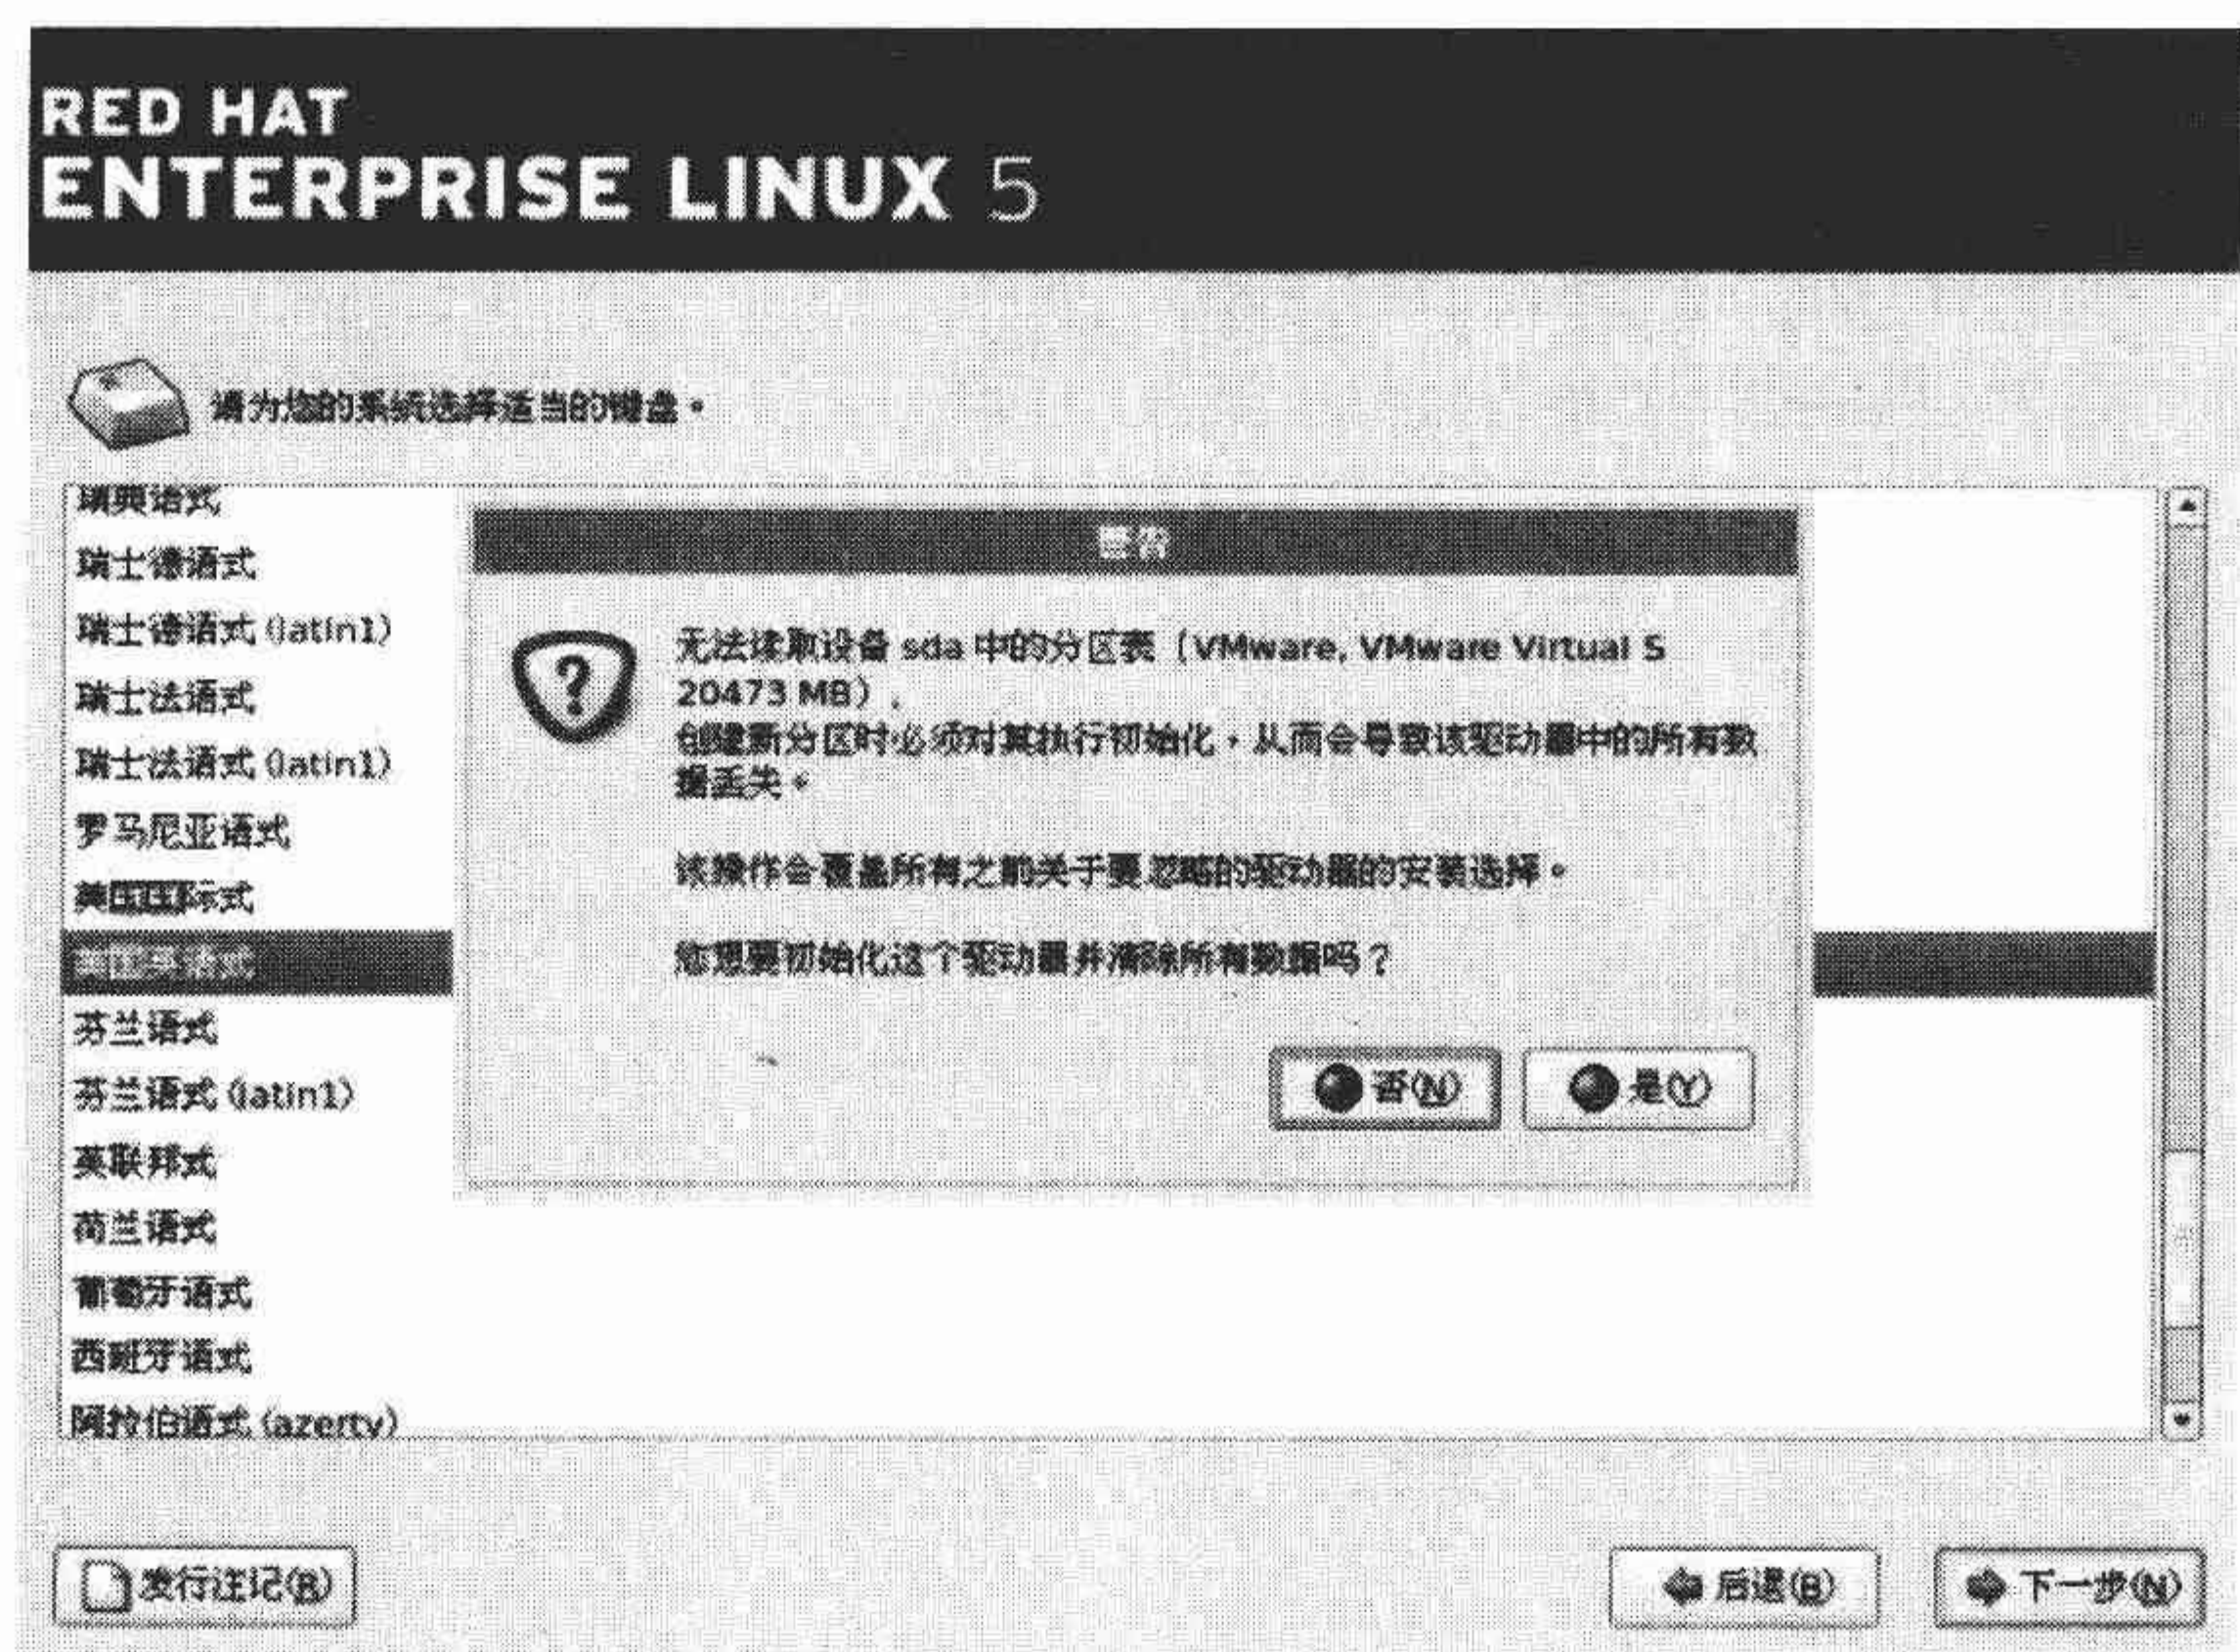 RED HAT
ENTERPRISE LINUX 5
请为您的系统选择适当的键盘。
瑞典语式
瑞士德语式
瑞士德语式 (latin1)
瑞士法语式
瑞士法语式 (latin1)
罗马尼亚语式
美国国际式
美国英语式
芬兰语式
芬兰语式 (latin1)
英联邦式
荷兰语式
葡萄牙语式
西班牙语式
阿拉伯语式 (azerty)
警告
无法读取设备 sda 中的分区表 (VMware, VMware Virtual S
20473 MB)。
创建新分区时必须对其执行初始化，从而会导致该驱动器中的所有数
据丢失。
该操作会覆盖所有之前关于要忽略的驱动器的安装选择。
您想要初始化这个驱动器并清除所有数据吗？
否(N)
是(Y)
发行注记(R)
后退(B)
下一步(N)